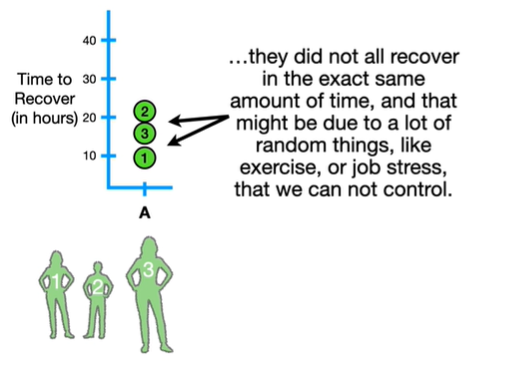 40
30
20
10
Time to
Recover
(in hours)
2
3
1
A
…they did not all recover
in the exact same
amount of time, and that
might be due to a lot of
random things, like
exercise, or job stress,
that we can not control.
1
2
3